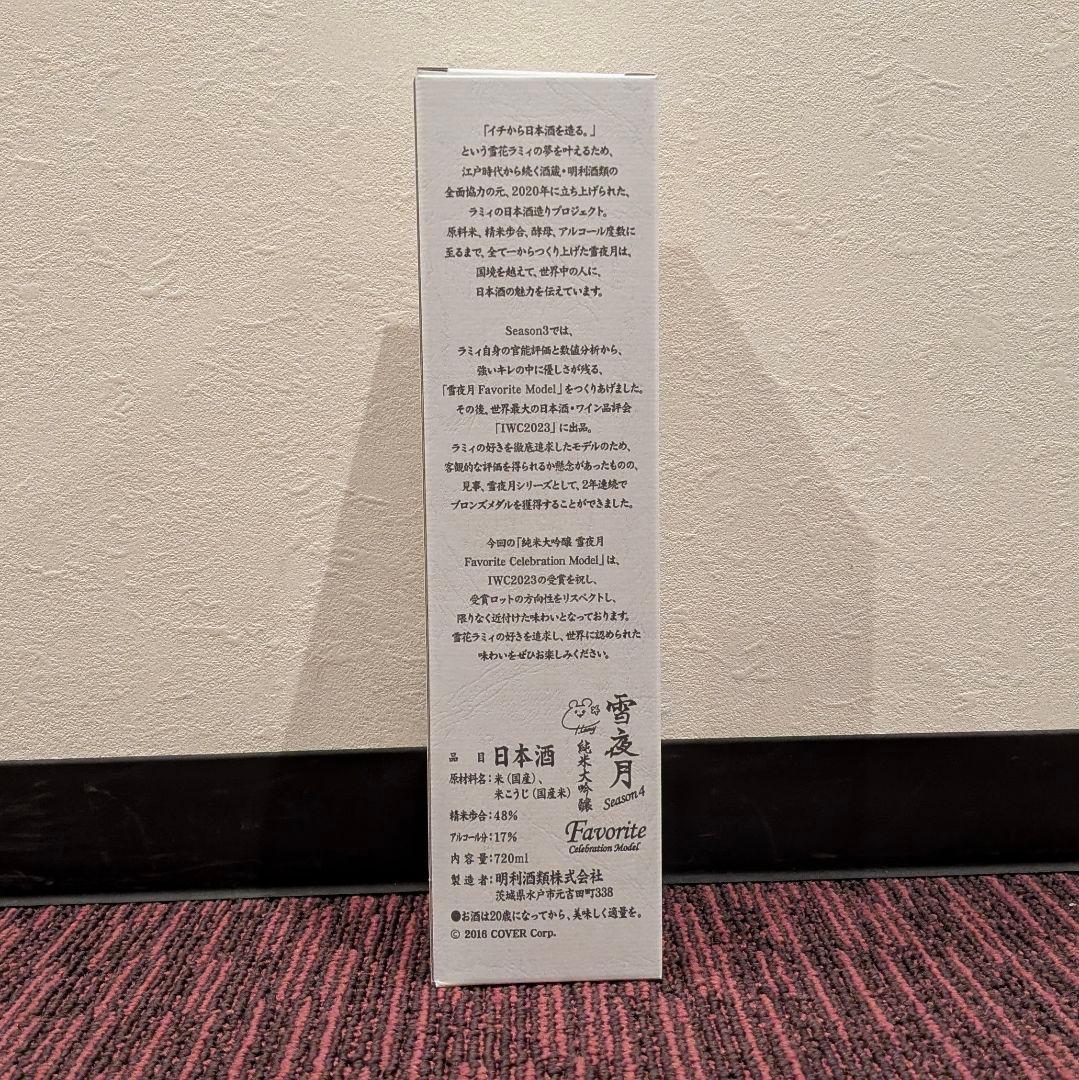 「イチから日本酒を造る。」
という雪花ラミィの夢を叶えるため、
江戸時代から続く酒蔵・明利酒類の
全面協力の元、2020年に立ち上げられた、
ラミィの日本酒造りプロジェクト。
原料米、精米歩合、酵母、アルコール度数に
至るまで、全て一からつくり上げた雪夜月は、
国境を越えて、世界中の人に、
日本酒の魅力を伝えています。
Season3では、
ラミィ自身の官能評価と数値分析から、
強いキレの中に優しさが残る、
「雪夜月 Favorite Model」をつくりあげました。
その後、世界最大の日本酒・ワイン品評会
「IWC2023」に出品。
ラミィの好きを徹底追求したモデルのため、
客観的な評価を得られるか懸念があったものの、
見事、雪夜月シリーズとして、2年連続で
ブロンズメダルを獲得することができました。
今回の「純米大吟醸 雪夜月
Favorite Celebration Model」は、
IWC2023の受賞を祝し、
受賞ロットの方向性をリスペクトし、
限りなく近付けた味わいとなっております。
雪花ラミィの好きを追求し、世界に認められた
味わいをぜひお楽しみください。
雪夜月
純米大吟醸
Season4
Favorite
Celebration Model
品 目 日本酒
原材料名：米（国産）、
米こうじ（国産米）
精米歩合：48%
アルコール分：17%
内容量：720ml
製造者：明利酒類株式会社
茨城県水戸市元吉田町338
●お酒は20歳になってから、美味しく適量を。
© 2016 COVER Corp.